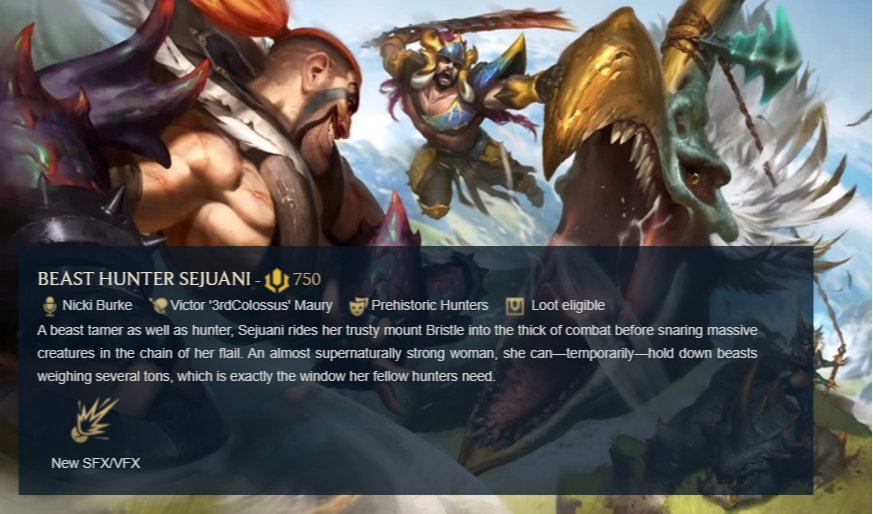 BEAST HUNTER SEJUANI - 750
Nicki Burke Victor '3rdColossus' Maury Prehistoric Hunters Loot eligible
A beast tamer as well as hunter, Sejuani rides her trusty mount Bristle into the thick of combat before snaring massive
creatures in the chain of her flail. An almost supernaturally strong woman, she can—temporarily—hold down beasts
weighing several tons, which is exactly the window her fellow hunters need.
New SFX/VFX